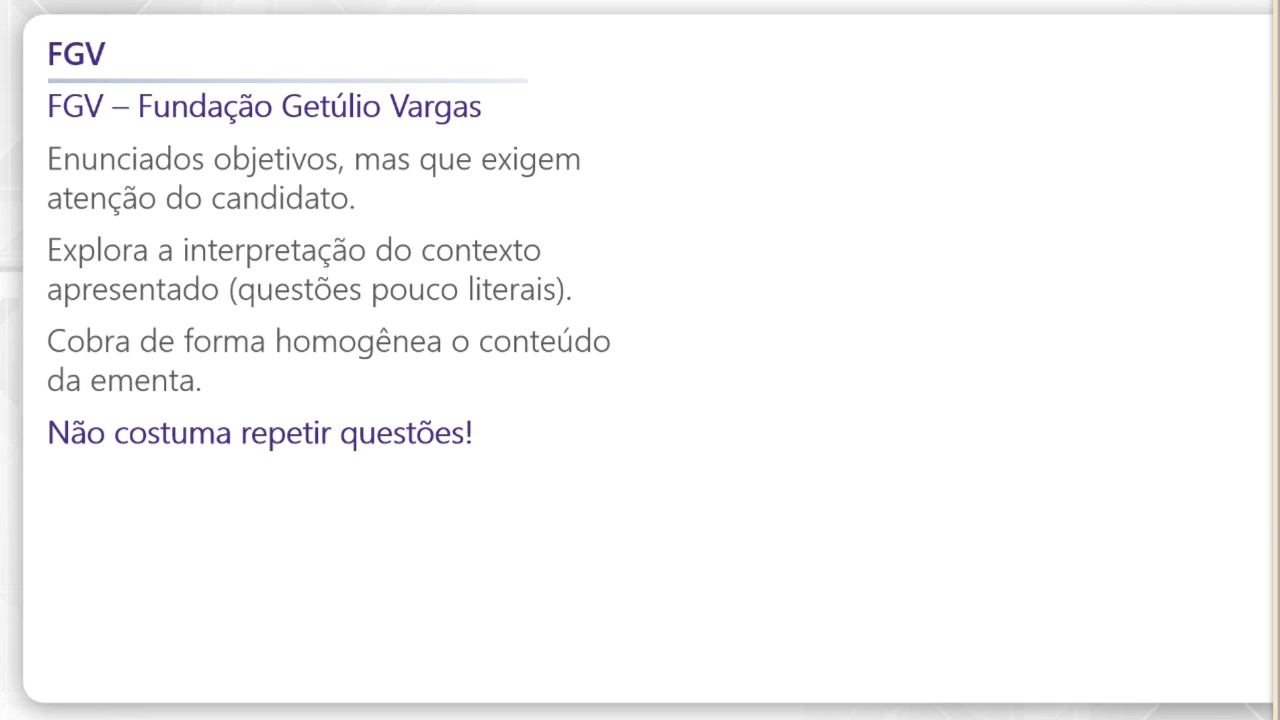 FGV
FGV – Fundação Getúlio Vargas
Enunciados objetivos, mas que exigem
atenção do candidato.
Explora a interpretação do contexto
apresentado (questões pouco literais).
Cobra de forma homogênea o conteúdo
da ementa.
Não costuma repetir questões!